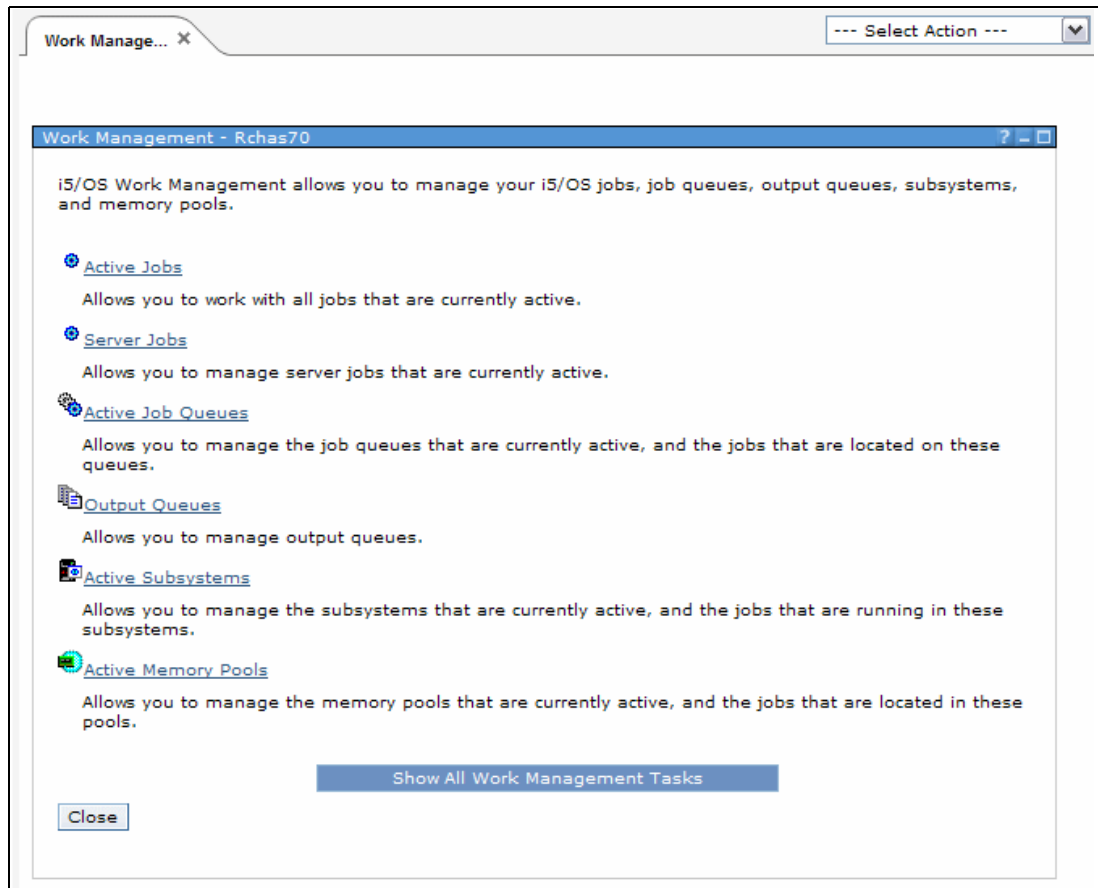 Work Manage... ×
--- Select Action ---
Work Management - Rchas70
?
i5/OS Work Management allows you to manage your i5/OS jobs, job queues, output queues, subsystems,
and memory pools.
Active Jobs
Allows you to work with all jobs that are currently active.
Server Jobs
Allows you to manage server jobs that are currently active.
Active Job Queues
Allows you to manage the job queues that are currently active, and the jobs that are located on these
queues.
Output Queues
Allows you to manage output queues.
Active Subsystems
Allows you to manage the subsystems that are currently active, and the jobs that are running in these
subsystems.
Active Memory Pools
Allows you to manage the memory pools that are currently active, and the jobs that are located in these
pools.
Show All Work Management Tasks
Close